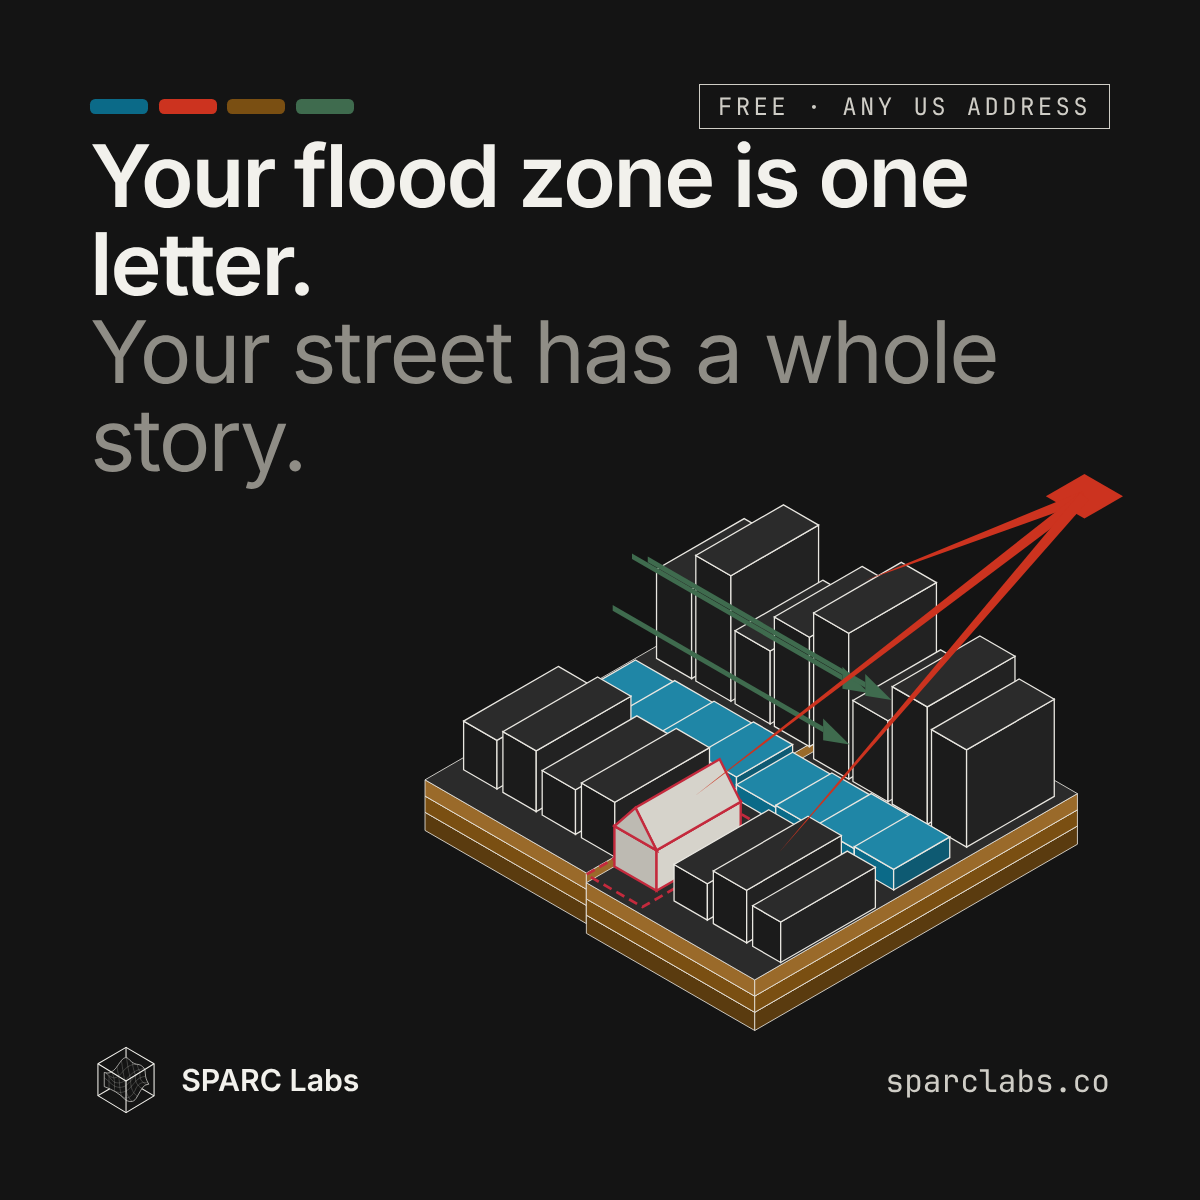 FREE · ANY US ADDRESS
Your flood zone is one
letter.
Your street has a whole
story.
SPARC Labs
sparclabs.co